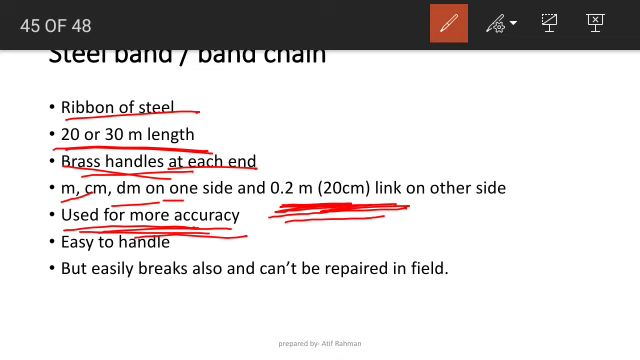 45 OF 48
Steel band / band chain
• Ribbon of steel
• 20 or 30 m length
• Brass handles at each end
• m, cm, dm on one side and 0.2 m (20cm) link on other side
• Used for more accuracy
• Easy to handle
• But easily breaks also and can’t be repaired in field.
prepared by- Atif Rahman